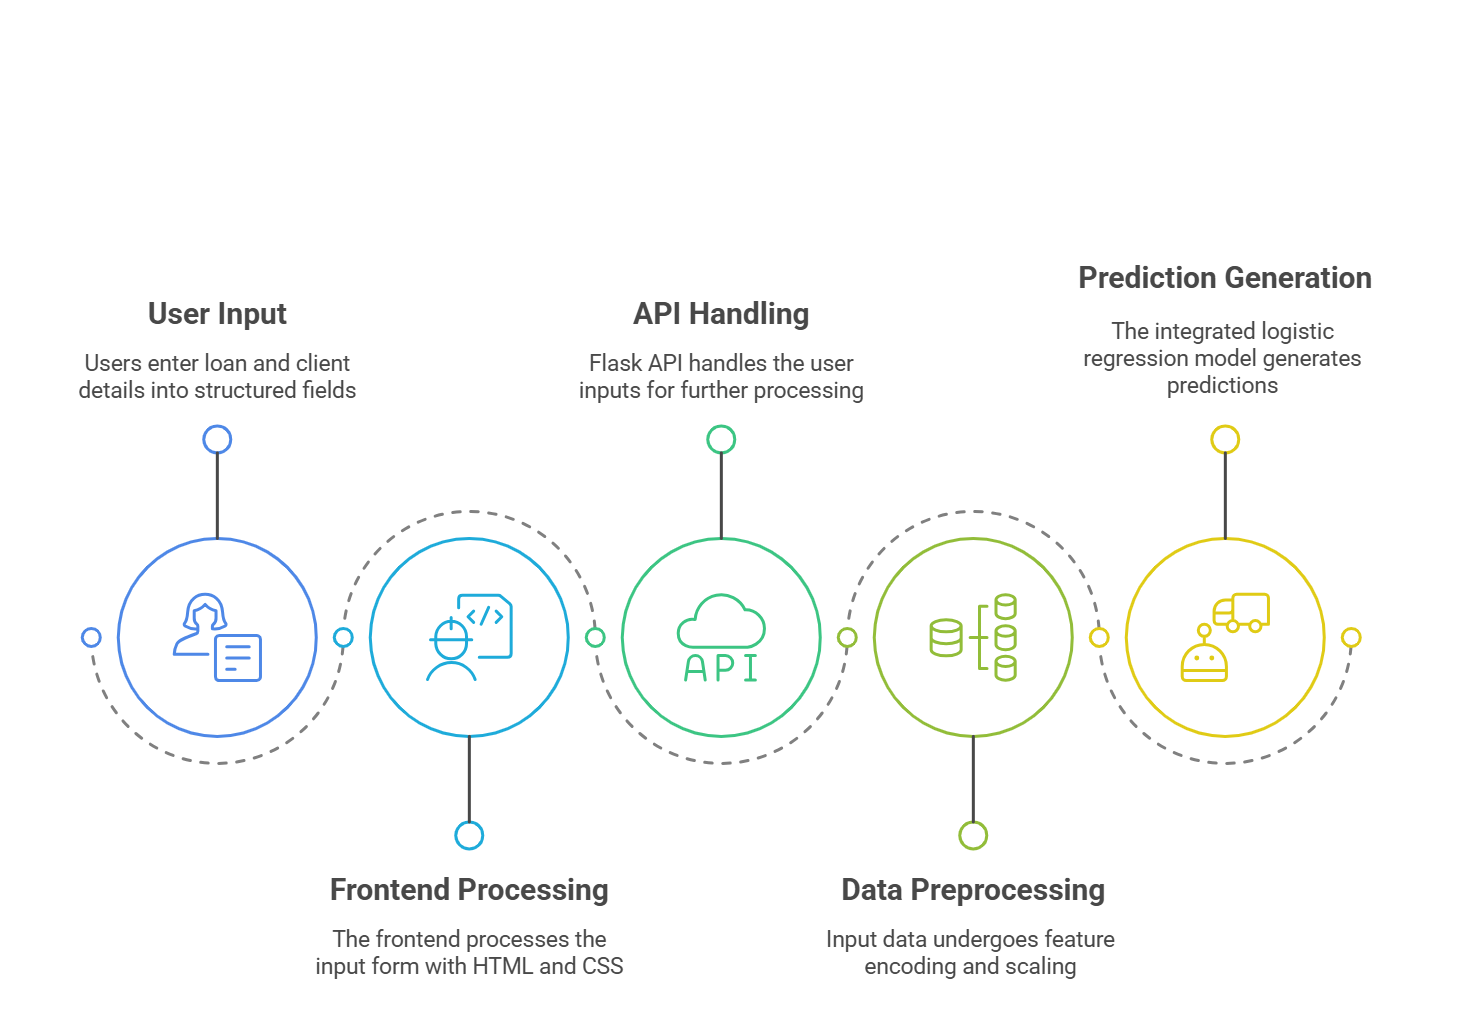 User Input
Users enter loan and client
details into structured fields
Frontend Processing
The frontend processes the
input form with HTML and CSS
API Handling
Flask API handles the user
inputs for further processing
API
Data Preprocessing
Input data undergoes feature
encoding and scaling
Prediction Generation
The integrated logistic
regression model generates
predictions